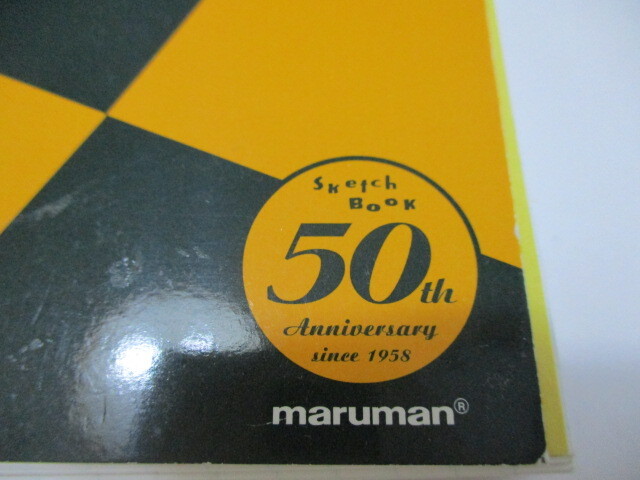 Sketch
Book
50th
Anniversary
since 1958
maruman®